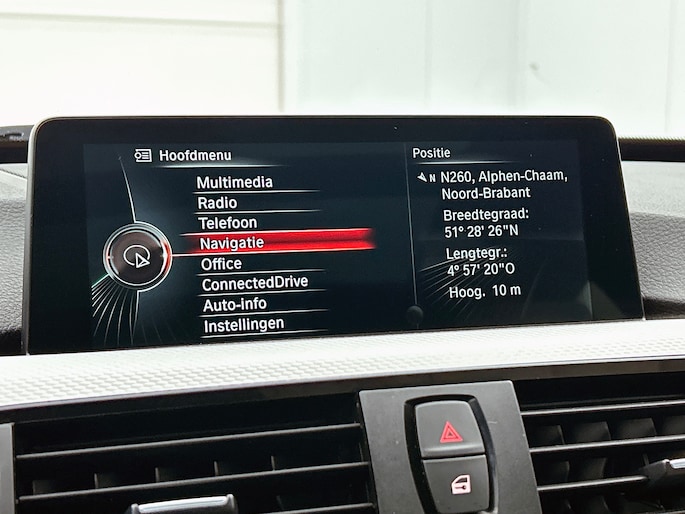 Hoofdmenu
Multimedia
Radio
Telefoon
Navigatie
Office
ConnectedDrive
Auto-info
Instellingen
Positie
N N260, Alphen-Chaam,
Noord-Brabant
Breedtegraad:
51° 28' 26"N
Lengtegr.:
4° 57' 20"O
Hoog. 10 m